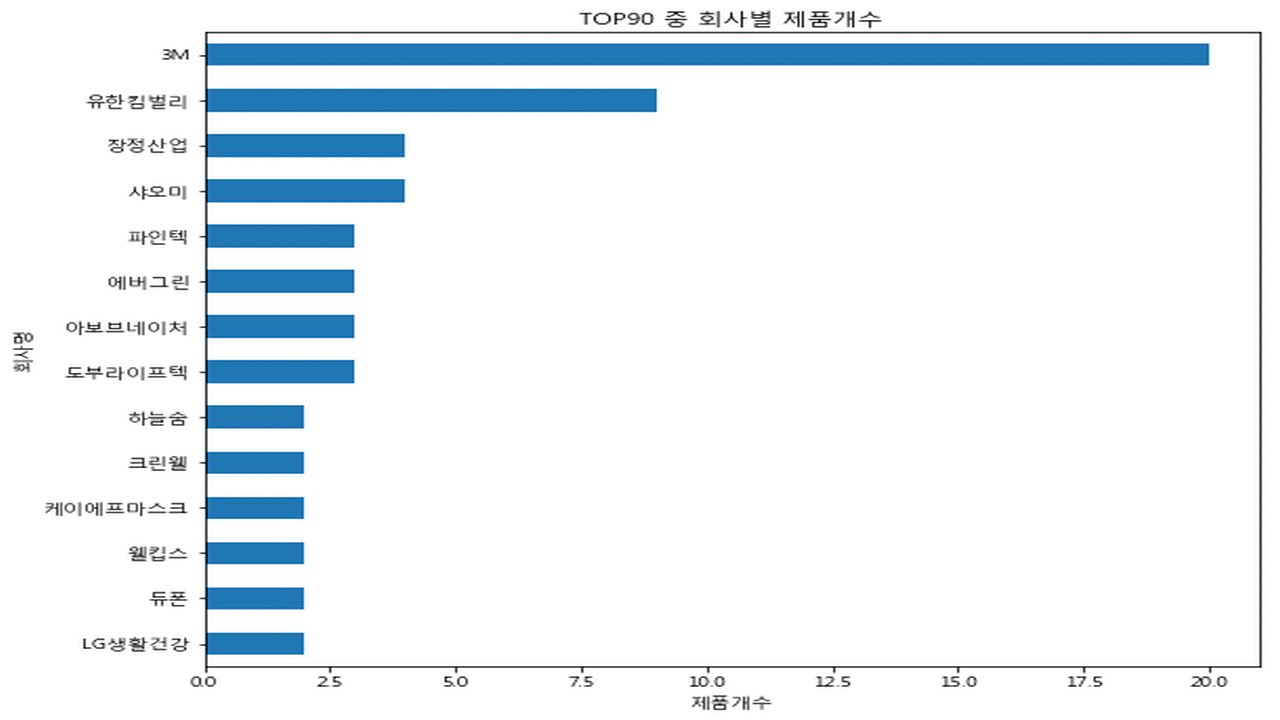 TOP90 중 회사별 제품개수
3M
유한킴벌리
장정산업
샤오미
파인텍
에버그린
아보브네이처
도부라이프텍
하늘숨
크린웰
케이에프마스크
웰킵스
듀폰
LG생활건강
회사명
0.0 2.5 5.0 7.5 10.0 12.5 15.0 17.5 20.0
제품개수